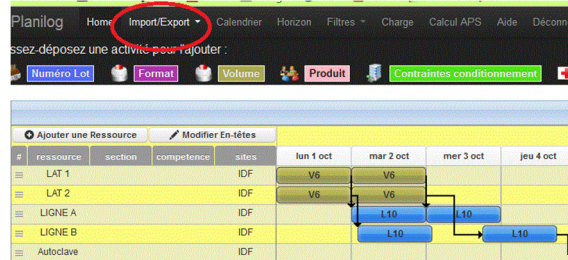 Planilog Home Import/Export Calendrier Horizon Filtres Charge Calcul APS Aide Déconn
ssez-déposez une activité pour l'ajouter :
Numéro Lot Format Volume Produit Contraintes conditionnement
Ajouter une Ressource Modifier En-têtes
# ressource section competence sites lun 1 oct mar 2 oct mer 3 oct jeu 4 oct
LAT 1 IDF V6 V6
LAT 2 IDF V6 V6
LIGNE A IDF L10 L10
LIGNE B IDF L10 L10
Autoclave IDF